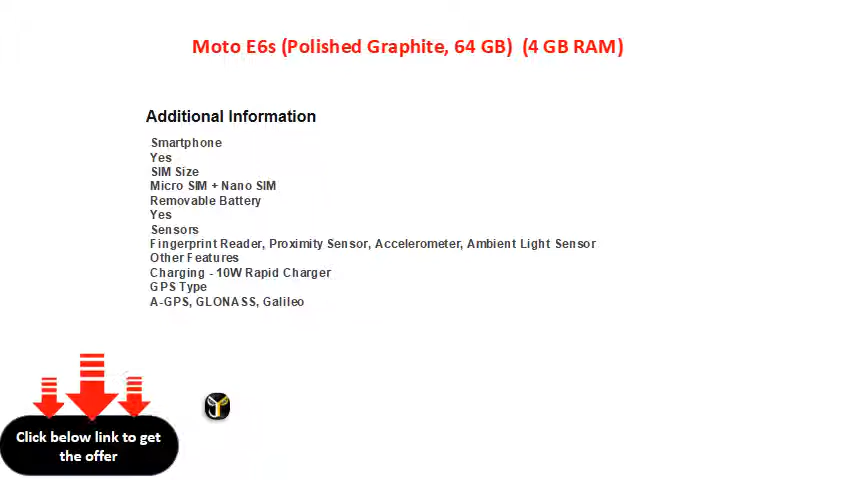 Moto E6s (Polished Graphite, 64 GB) (4 GB RAM)
Additional Information
Smartphone
Yes
SIM Size
Micro SIM + Nano SIM
Removable Battery
Yes
Sensors
Fingerprint Reader, Proximity Sensor, Accelerometer, Ambient Light Sensor
Other Features
Charging - 10W Rapid Charger
GPS Type
A-GPS, GLONASS, Galileo
Click below link to get
the offer